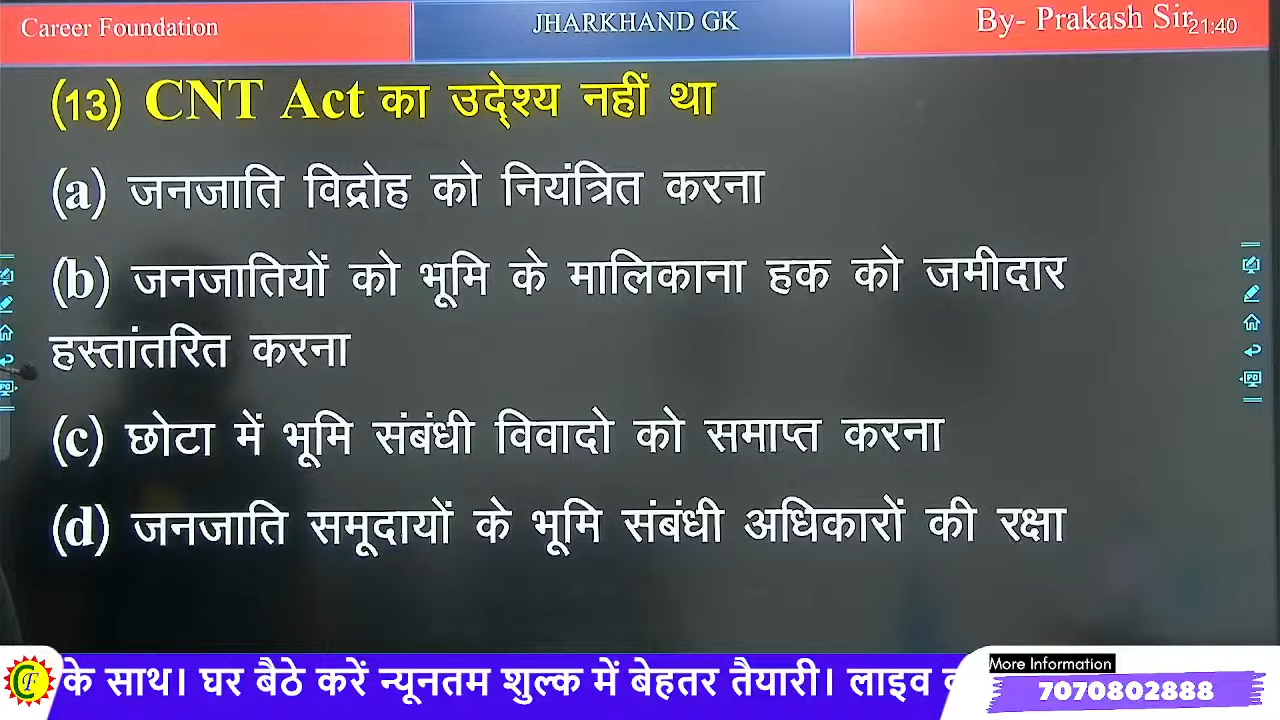 Career Foundation
JHARKHAND GK
By- Prakash Sir
21:40
(13) CNT Act का उद्देश्य नहीं था
(a) जनजाति विद्रोह को नियंत्रित करना
(b) जनजातियों को भूमि के मालिकाना हक को जमीदार
हस्तांतरित करना
(c) छोटा में भूमि संबंधी विवादो को समाप्त करना
(d) जनजाति समूदायों के भूमि संबंधी अधिकारों की रक्षा
के साथ। घर बैठे करें न्यूनतम शुल्क में बेहतर तैयारी। लाइव
More Information
7070802888